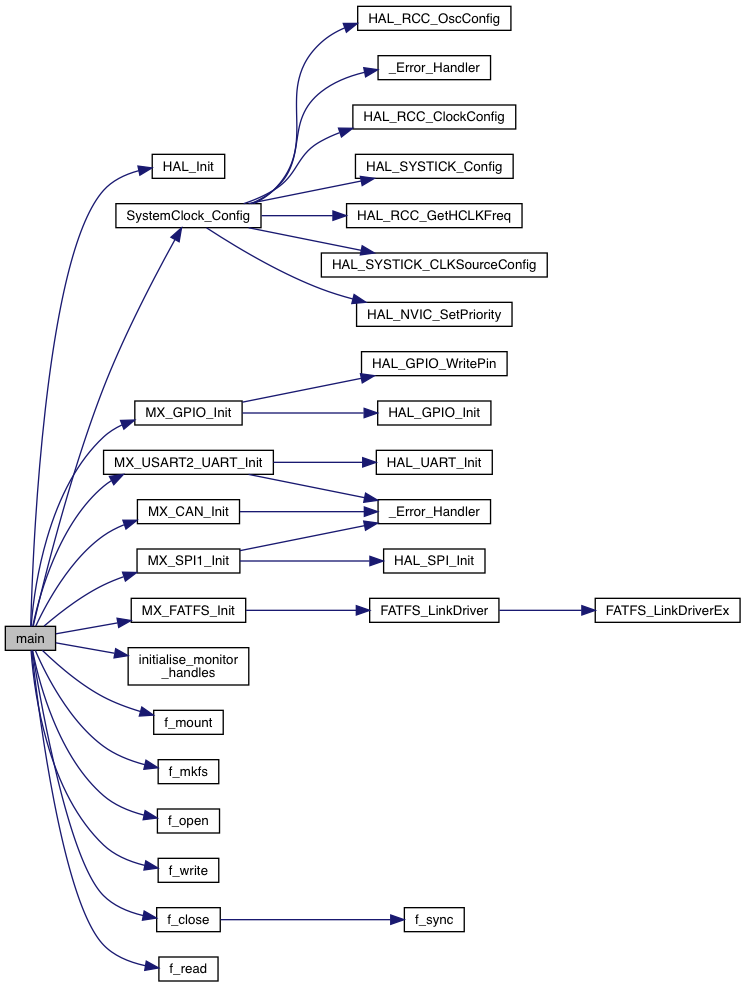 HAL_RCC_OscConfig
_Error_Handler
HAL_RCC_ClockConfig
HAL_Init
HAL_SYSTICK_Config
SystemClock_Config
HAL_RCC_GetHCLKFreq
HAL_SYSTICK_CLKSourceConfig
HAL_NVIC_SetPriority
HAL_GPIO_WritePin
MX_GPIO_Init
HAL_GPIO_Init
MX_USART2_UART_Init
HAL_UART_Init
MX_CAN_Init
_Error_Handler
MX_SPI1_Init
HAL_SPI_Init
MX_FATFS_Init
FATFS_LinkDriver
FATFS_LinkDriverEx
main
initialise_monitor
_handles
f_mount
f_mkfs
f_open
f_write
f_close
f_sync
f_read